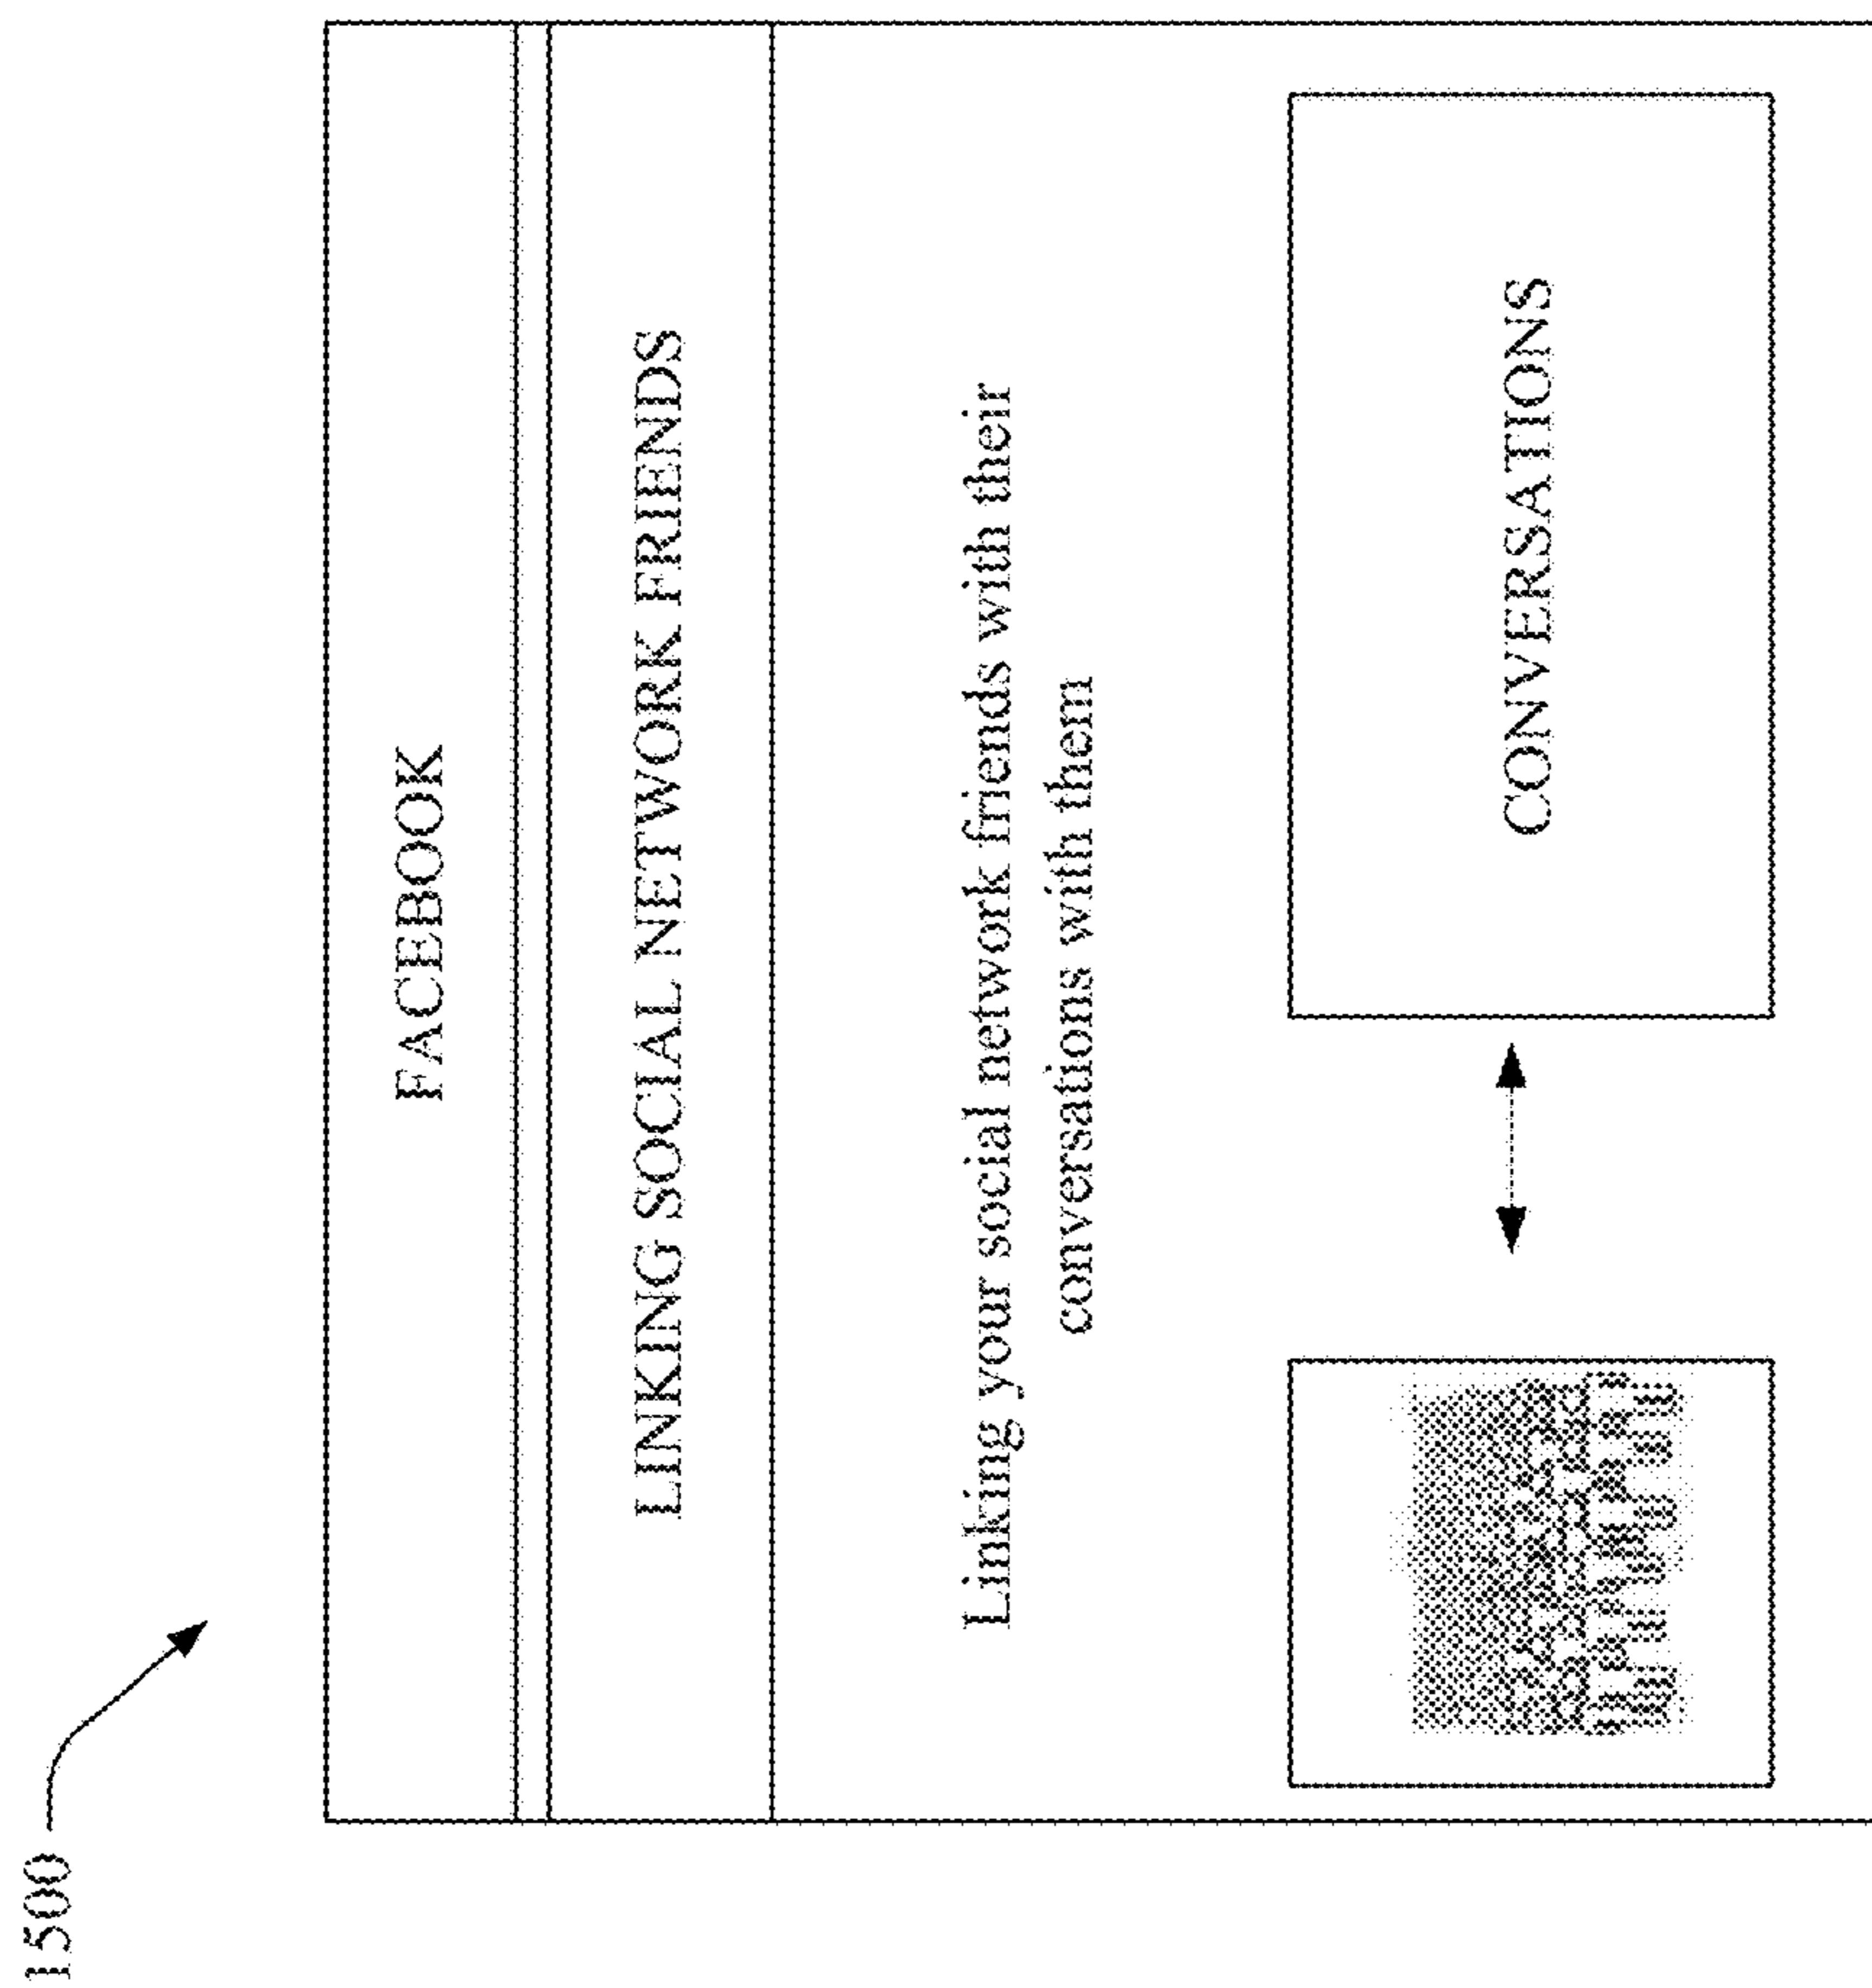 1500
FACEBOOK
LINKING SOCIAL NETWORK FRIENDS
Linking your social network friends with their
conversations with them
CONVERSATIONS